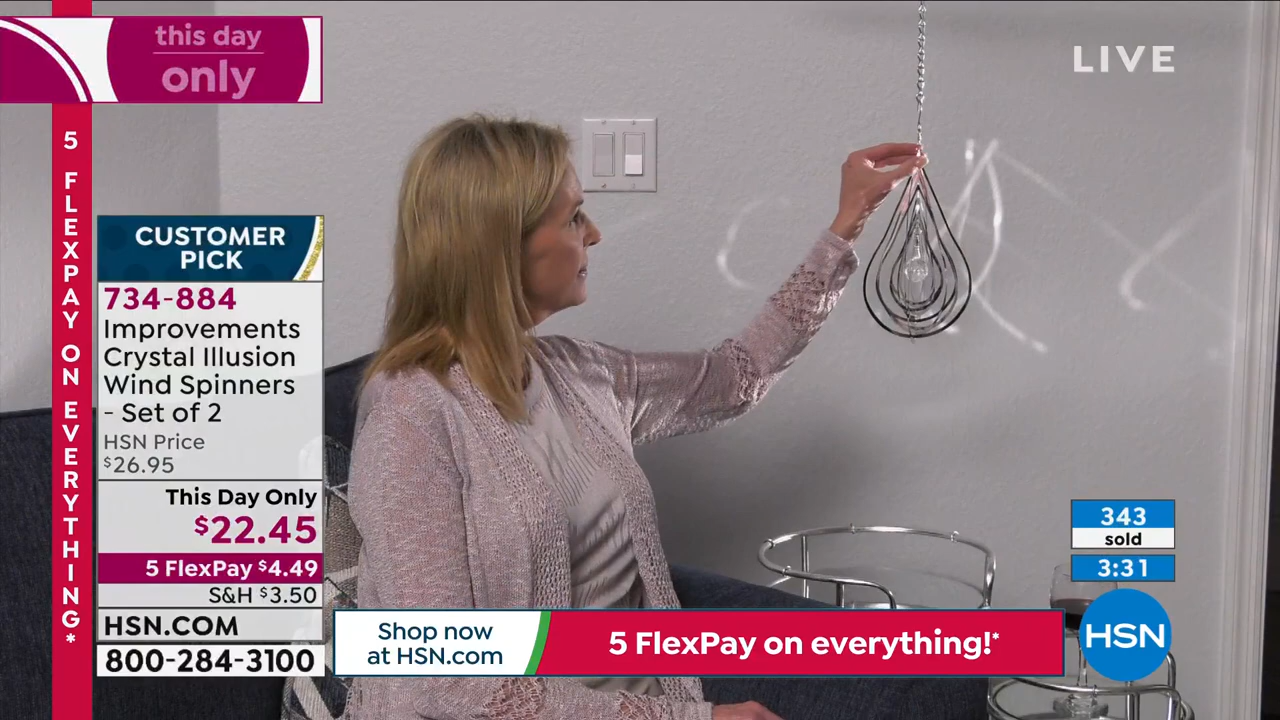 this day
only
LIVE
5 FLEXPAY ON EVERYTHING*
CUSTOMER
PICK
734-884
Improvements
Crystal Illusion
Wind Spinners
- Set of 2
HSN Price
$26.95
This Day Only
$22.45
5 FlexPay $4.49
S&H $3.50
HSN.COM
800-284-3100
343
sold
3:31
Shop now
at HSN.com
5 FlexPay on everything!*
HSN